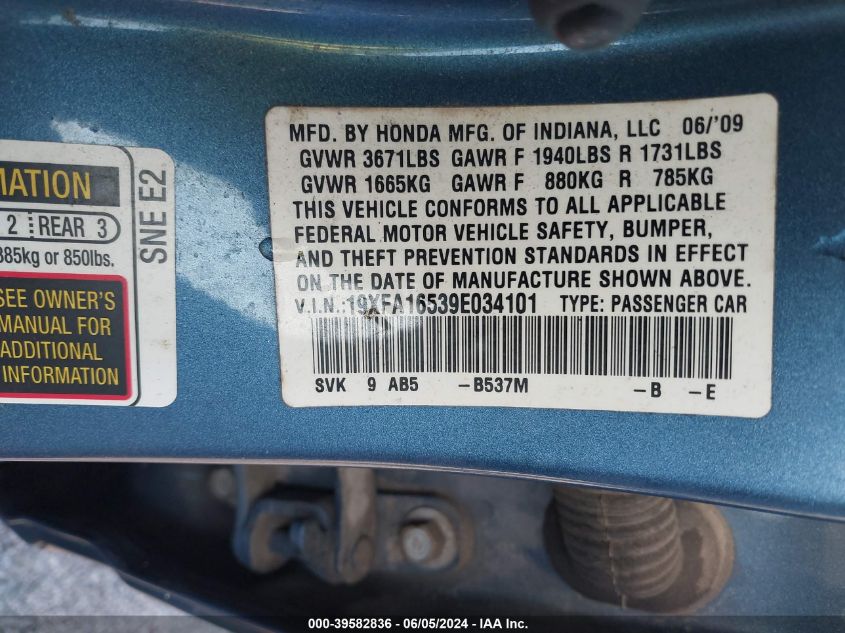 MATION
2 REAR 3
385kg or 850lbs.
SEE OWNER'S
MANUAL FOR
ADDITIONAL
INFORMATION
SNE E2
MFD. BY HONDA MFG. OF INDIANA, LLC 06/'09
GVWR 3671LBS GAWR F 1940LBS R 1731LBS
GVWR 1665KG GAWR F 880KG R 785KG
THIS VEHICLE CONFORMS TO ALL APPLICABLE
FEDERAL MOTOR VEHICLE SAFETY, BUMPER,
AND THEFT PREVENTION STANDARDS IN EFFECT
ON THE DATE OF MANUFACTURE SHOWN ABOVE.
V.I.N.:19XFA16539E034101 TYPE: PASSENGER CAR
SVK 9 AB5 -B537M -B -E
000-39582836 - 06/05/2024 - IAA Inc.